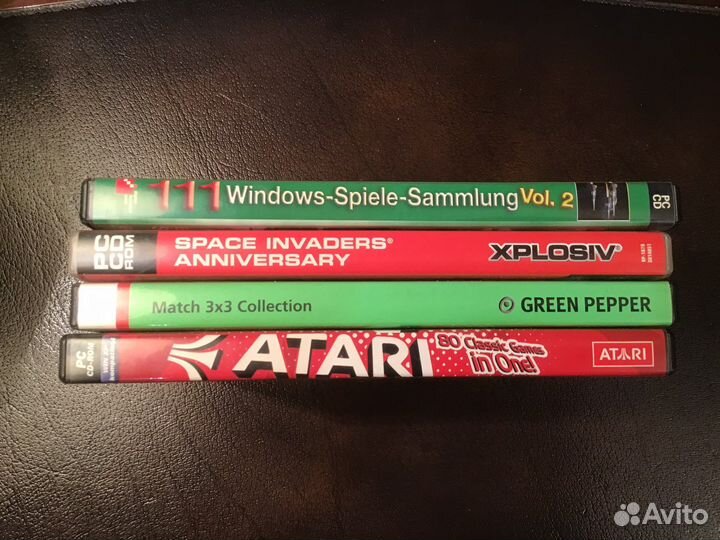 111 Windows-Spiele-Sammlung Vol. 2
PC
CD
PC
CD
ROM
SPACE INVADERS®
ANNIVERSARY
XPLOSIV®
Match 3x3 Collection
GREEN PEPPER
PC
CD-ROM
ATARI
80 Classic Games
in One!
ATARI
Avito